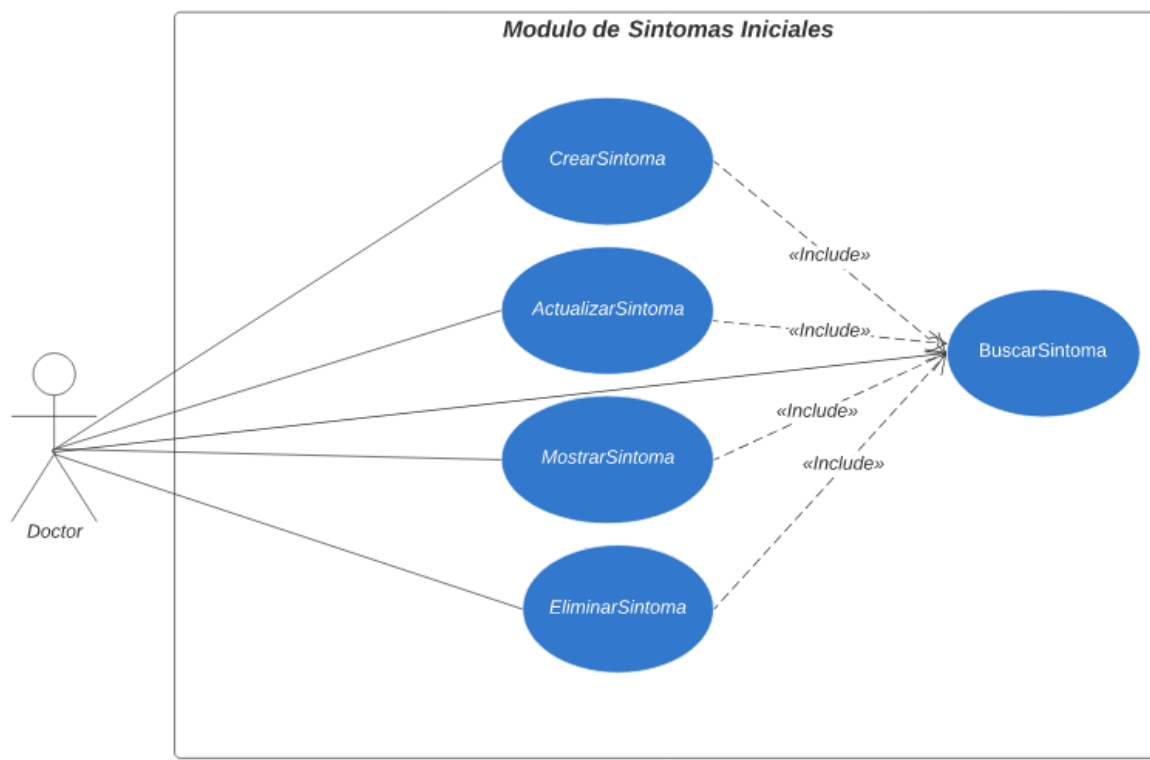 Modulo de Sintomas Iniciales
CrearSintoma
«Include»
ActualizarSintoma
«Include»
BuscarSintoma
«Include»
MostrarSintoma
«Include»
Doctor
EliminarSintoma